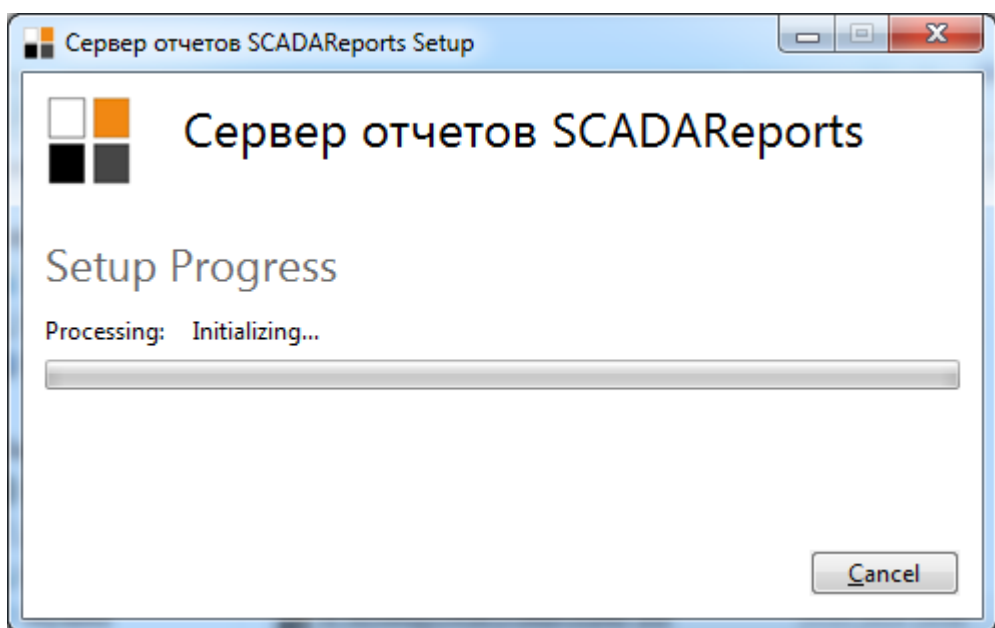 Сервер отчетов SCADAReports Setup
Сервер отчетов SCADAReports
Setup Progress
Processing: Initializing...
Cancel